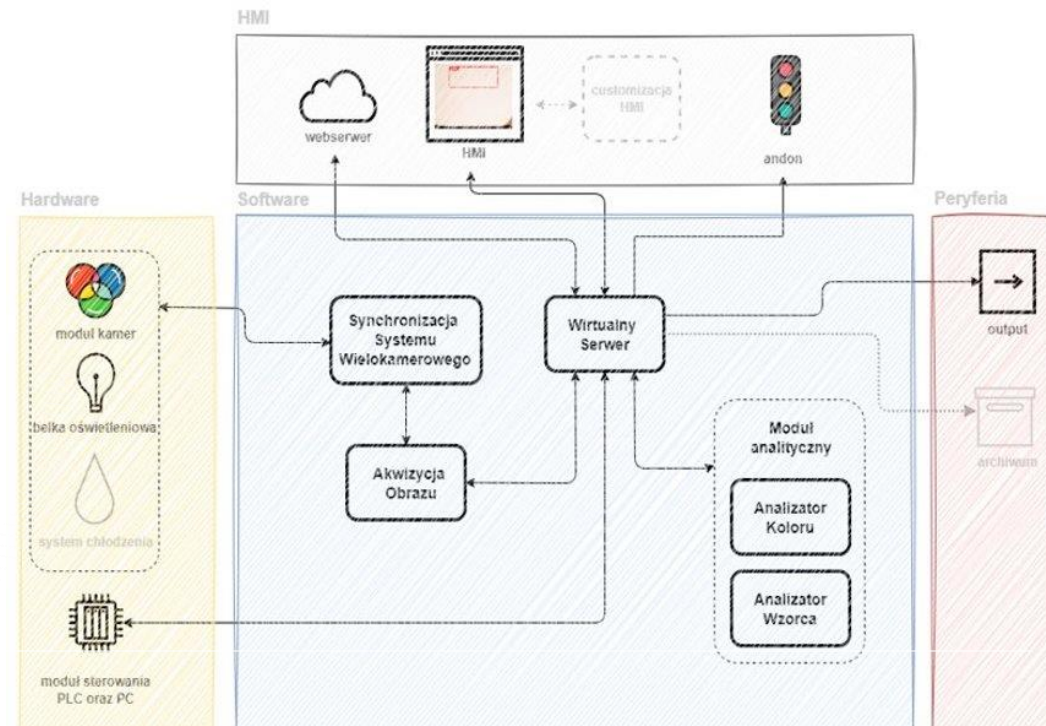 HMI
webserwer
HMI
customizacja
HMI
andon
Hardware
moduł kamer
belka oświetleniowa
system chłodzenia
moduł sterowania
PLC oraz PC
Software
Synchronizacja
Systemu
Wielokamerowego
Wirtualny
Serwer
Akwizycja
Obrazu
Moduł
analityczny
Analizator
Koloru
Analizator
Wzorca
Peryferia
output
archiwum